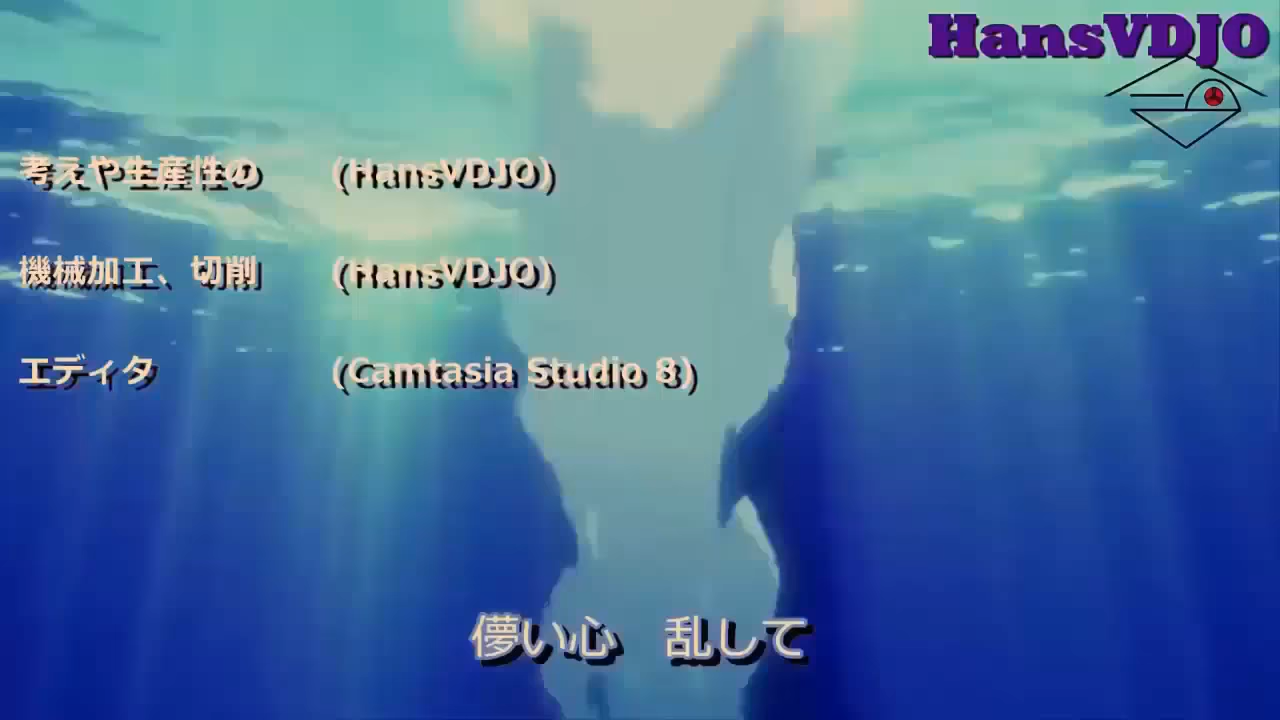 HansVDJO
考えや生産性の (HansVDJO)
機械加工、切削 (HansVDJO)
エディタ (Camtasia Studio 8)
儚い心 乱して